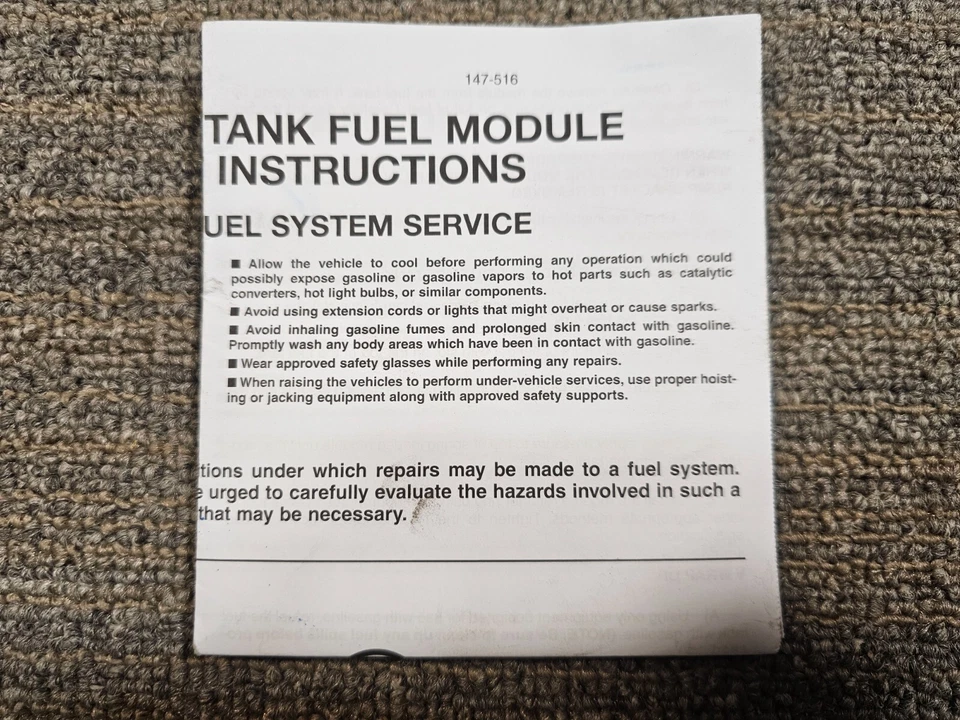 147-516
TANK FUEL MODULE
INSTRUCTIONS
UEL SYSTEM SERVICE
■ Allow the vehicle to cool before performing any operation which could
possibly expose gasoline or gasoline vapors to hot parts such as catalytic
converters, hot light bulbs, or similar components.
■ Avoid using extension cords or lights that might overheat or cause sparks.
■ Avoid inhaling gasoline fumes and prolonged skin contact with gasoline.
Promptly wash any body areas which have been in contact with gasoline.
■ Wear approved safety glasses while performing any repairs.
■ When raising the vehicles to perform under-vehicle services, use proper hoist-
ing or jacking equipment along with approved safety supports.
tions under which repairs may be made to a fuel system.
e urged to carefully evaluate the hazards involved in such a
that may be necessary.